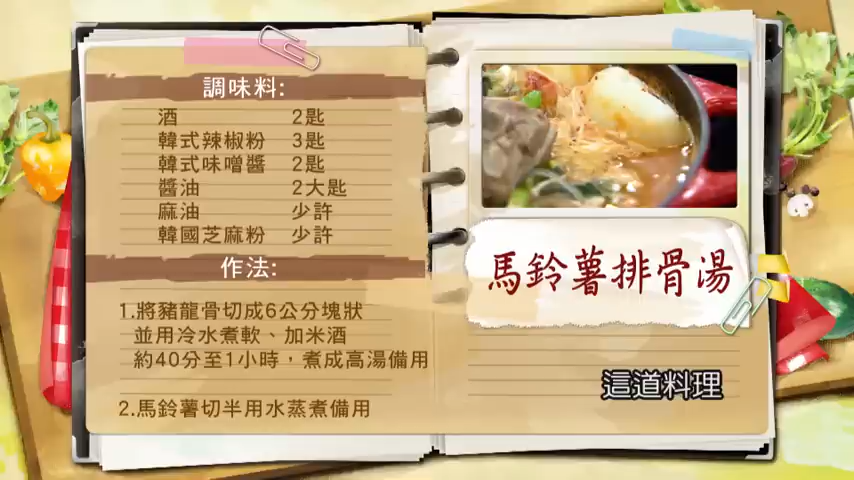 調味料:
酒 2匙
韓式辣椒粉 3匙
韓式味噌醬 2匙
醬油 2大匙
麻油 少許
韓國芝麻粉 少許
作法:
1.將豬龍骨切成6公分塊狀
並用冷水煮軟、加米酒
約40分至1小時，煮成高湯備用
2.馬鈴薯切半用水蒸煮備用
馬鈴薯排骨湯
這道料理